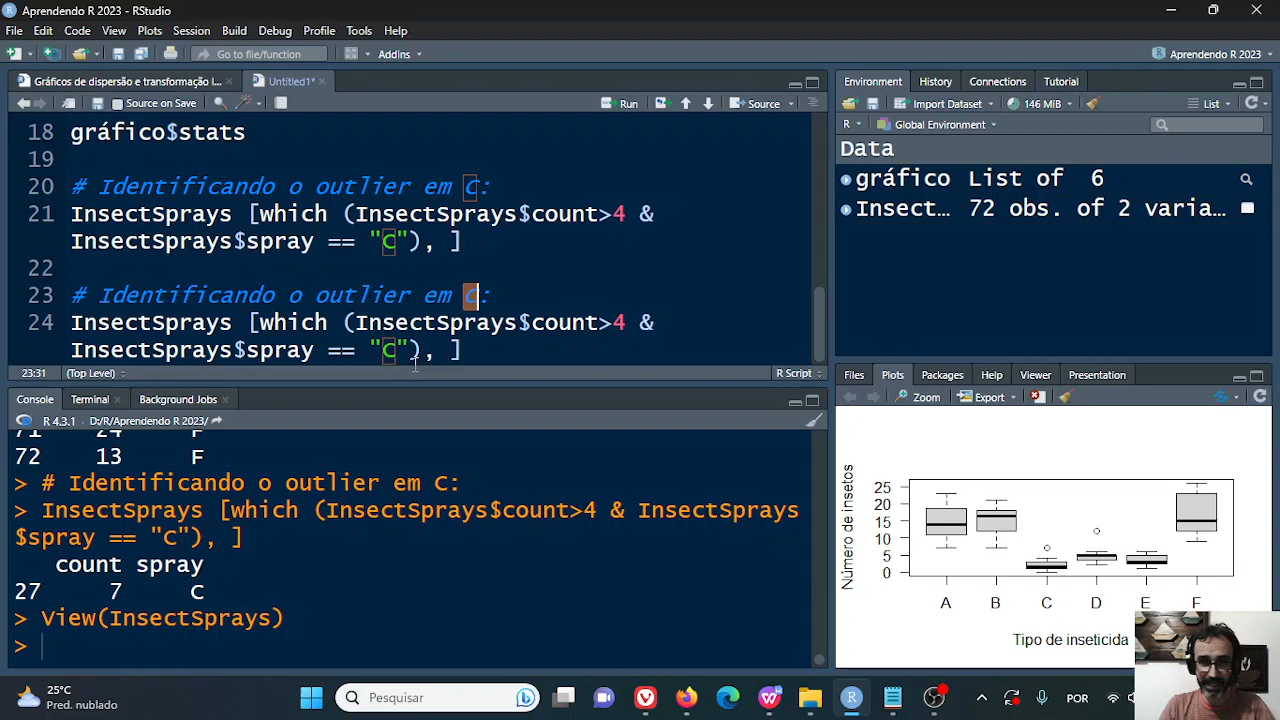 Aprendendo R 2023 - RStudio
File Edit Code View Plots Session Build Debug Profile Tools Help
Go to file/function Addins Aprendendo R 2023
Gráficos de dispersão e transformação l... Untitled1*
Source on Save Run Source
18 gráfico$stats
19
20 # Identificando o outlier em C:
21 InsectSprays [which (InsectSprays$count>4 &
InsectSprays$spray == "C"), ]
22
23 # Identificando o outlier em C:
24 InsectSprays [which (InsectSprays$count>4 &
InsectSprays$spray == "C"), ]
23:31 (Top Level) R Script
Console Terminal Background Jobs
R 4.3.1 . D:/R/Aprendendo R 2023/
71 24 F
72 13 F
> # Identificando o outlier em C:
> InsectSprays [which (InsectSprays$count>4 & InsectSprays
$spray == "C"), ]
count spray
27 7 C
> View(InsectSprays)
>
Environment History Connections Tutorial
Import Dataset 146 MiB List
R Global Environment
Data
gráfico List of 6
Insect... 72 obs. of 2 varia...
Files Plots Packages Help Viewer Presentation
Zoom Export
Número de insetos
25
20
15
10
5
0
A B C D E F
Tipo de inseticida
25°C
Pred. nublado
Pesquisar
POR